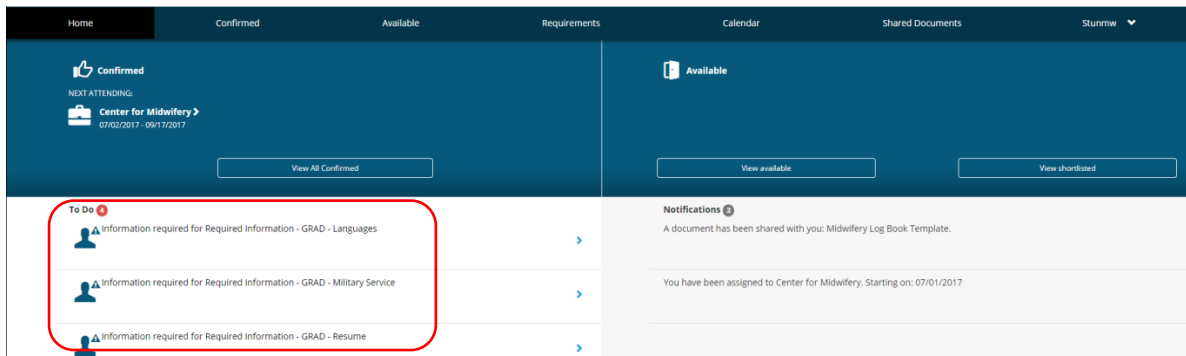 Home Confirmed Available Requirements Calendar Shared Documents Stunmw
Confirmed
NEXT ATTENDING:
Center for Midwifery
07/02/2017 - 09/17/2017
View All Confirmed
Available
View available View shortlisted
To Do 4
Information required for Required Information - GRAD - Languages
Information required for Required Information - GRAD - Military Service
Information required for Required Information - GRAD - Resume
Notifications 2
A document has been shared with you: Midwifery Log Book Template.
You have been assigned to Center for Midwifery. Starting on: 07/01/2017